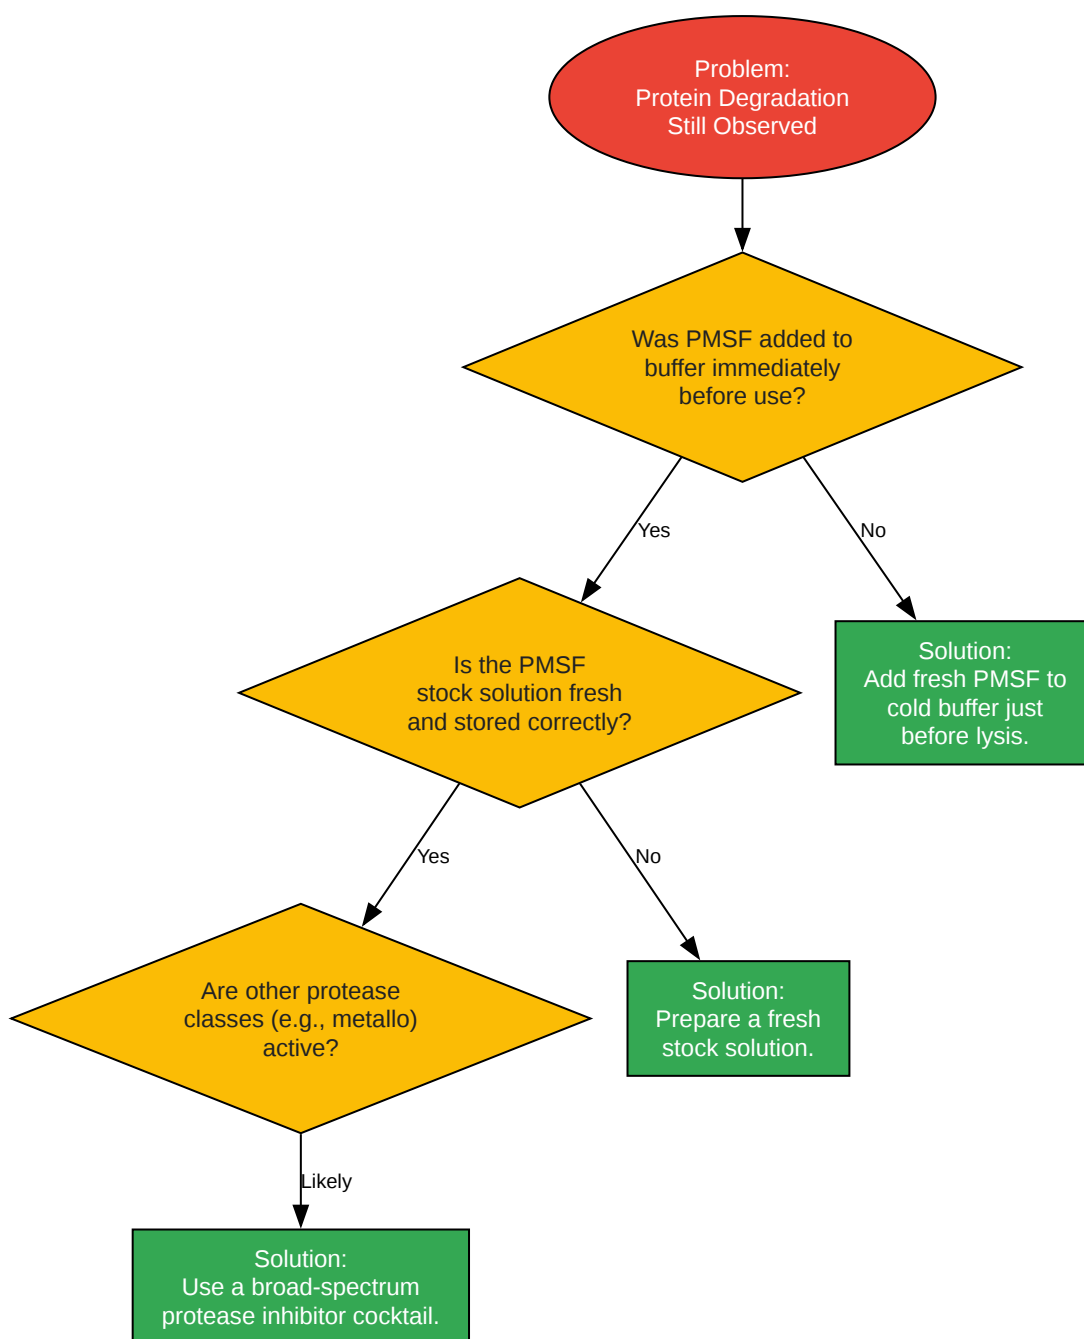 Problem:
Protein Degradation
Still Observed
Was PMSF added to
buffer immediately
before use?
Yes
No
Is the PMSF
stock solution fresh
and stored correctly?
Solution:
Add fresh PMSF to
cold buffer just
before lysis.
Yes
No
Are other protease
classes (e.g., metallo)
active?
Solution:
Prepare a fresh
stock solution.
Likely
Solution:
Use a broad-spectrum
protease inhibitor cocktail.